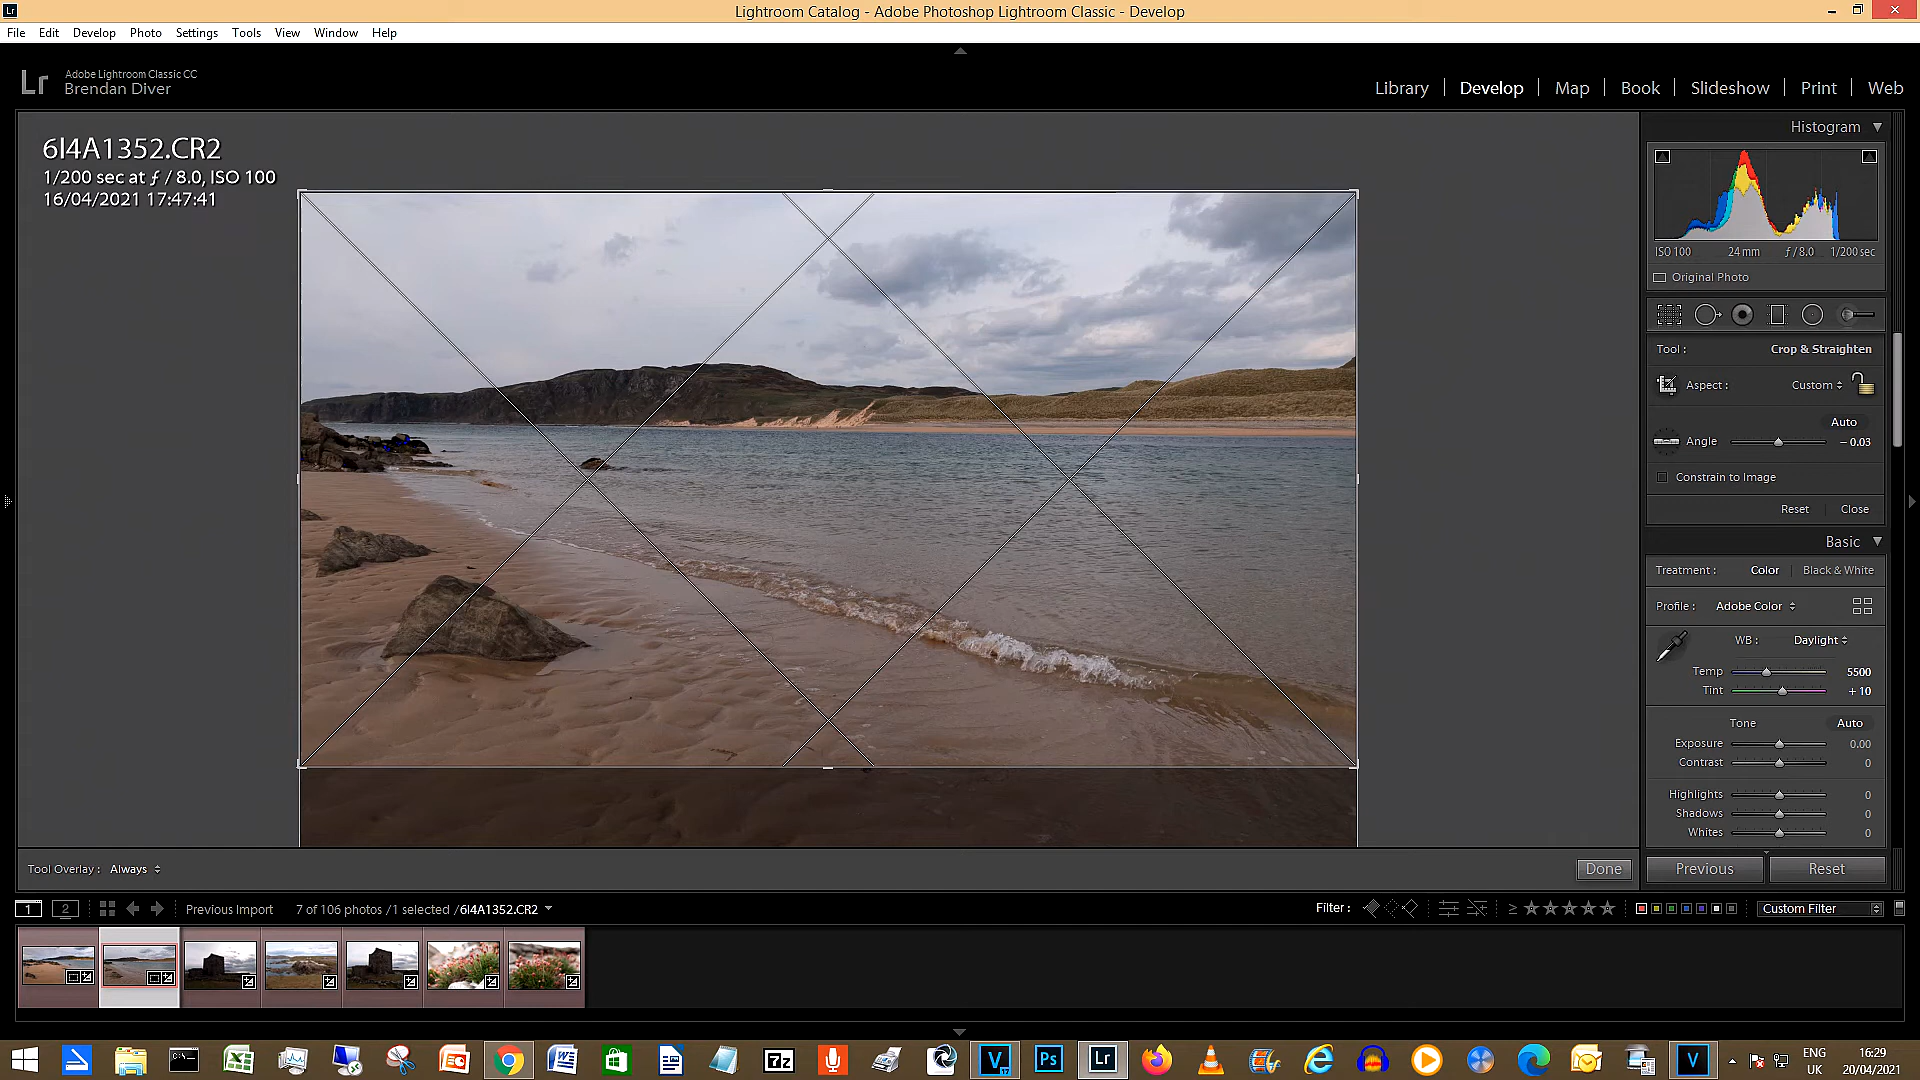 Lr
Lightroom Catalog - Adobe Photoshop Lightroom Classic - Develop
File Edit Develop Photo Settings Tools View Window Help
Lr
Adobe Lightroom Classic CC
Brendan Diver
Library Develop Map Book Slideshow Print Web
6I4A1352.CR2
1/200 sec at ƒ / 8.0, ISO 100
16/04/2021 17:47:41
Histogram
ISO 100 24 mm ƒ / 8.0 1/200 sec
Original Photo
Tool : Crop & Straighten
Aspect : Custom
Auto
Angle – 0.03
Constrain to Image
Reset Close
Basic
Treatment : Color Black & White
Profile : Adobe Color
WB : Daylight
Temp 5500
Tint + 10
Tone Auto
Exposure 0.00
Contrast 0
Highlights 0
Shadows 0
Whites 0
Tool Overlay : Always
Done
Previous Reset
1 2 Previous Import 7 of 106 photos /1 selected /6I4A1352.CR2
Filter : ≥ Custom Filter
7z
V
17
Ps
Lr
V
ENG
UK
16:29
20/04/2021